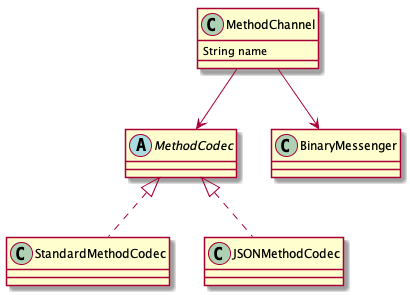 C MethodChannel
String name
A MethodCodec
C BinaryMessenger
C StandardMethodCodec
C JSONMethodCodec